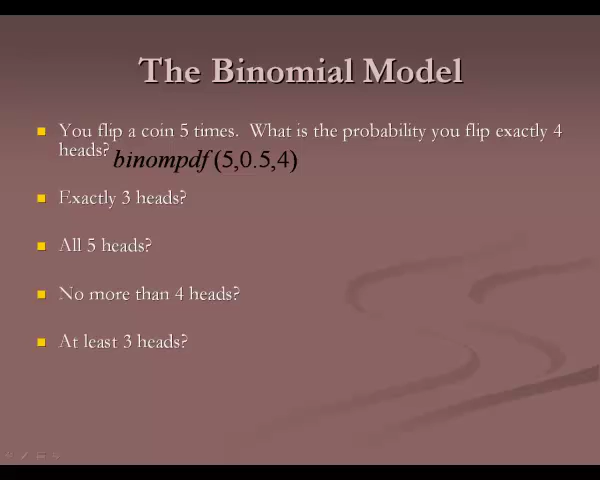 The Binomial Model
You flip a coin 5 times. What is the probability you flip exactly 4
heads? binompdf (5,0.5,4)
Exactly 3 heads?
All 5 heads?
No more than 4 heads?
At least 3 heads?